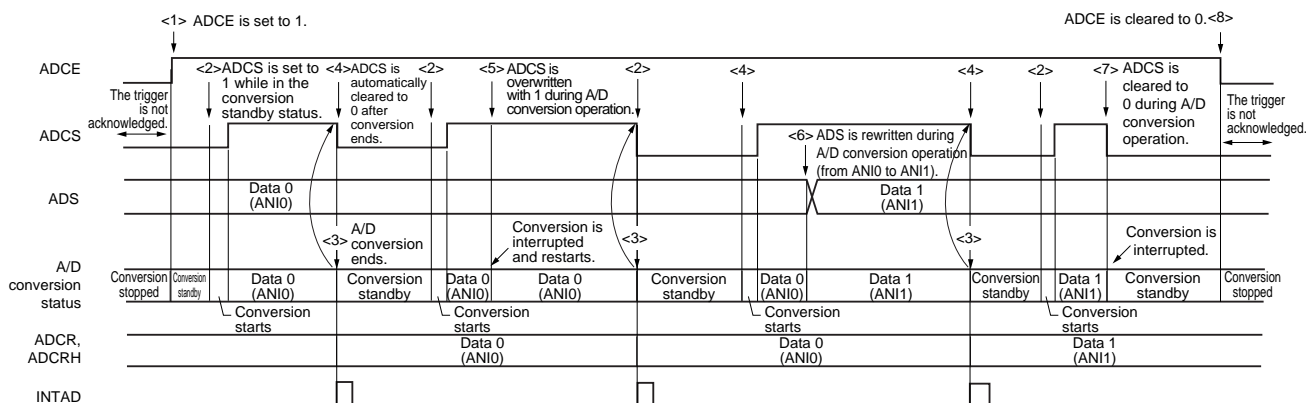 <1> ADCE is set to 1.
ADCE is cleared to 0. <8>
ADCE
<2> ADCS is set to
1 while in the
conversion
standby status.
<4> ADCS is
automatically
cleared to
0 after
conversion
ends.
<2>
<5> ADCS is
overwritten
with 1 during A/D
conversion operation.
<2>
<4>
<4>
<2>
<7> ADCS is
cleared to
0 during A/D
conversion
operation.
The trigger
is not
acknowledged.
The trigger
is not
acknowledged.
ADCS
<6> ADS is rewritten during
A/D conversion operation
(from ANI0 to ANI1).
ADS
Data 0
(ANI0)
Data 1
(ANI1)
<3>
A/D
conversion
ends.
Conversion is
interrupted
and restarts.
<3>
<3>
Conversion is
interrupted.
A/D
conversion
status
Conversion
stopped
Conversion
standby
Data 0
(ANI0)
Conversion
standby
Data 0
(ANI0)
Data 0
(ANI0)
Conversion
standby
Data 0
(ANI0)
Data 1
(ANI1)
Conversion
standby
Data 1
(ANI1)
Conversion
standby
Conversion
stopped
Conversion
starts
Conversion
starts
Conversion
starts
Conversion
starts
ADCR,
ADCRH
Data 0
(ANI0)
Data 0
(ANI0)
Data 1
(ANI1)
INTAD